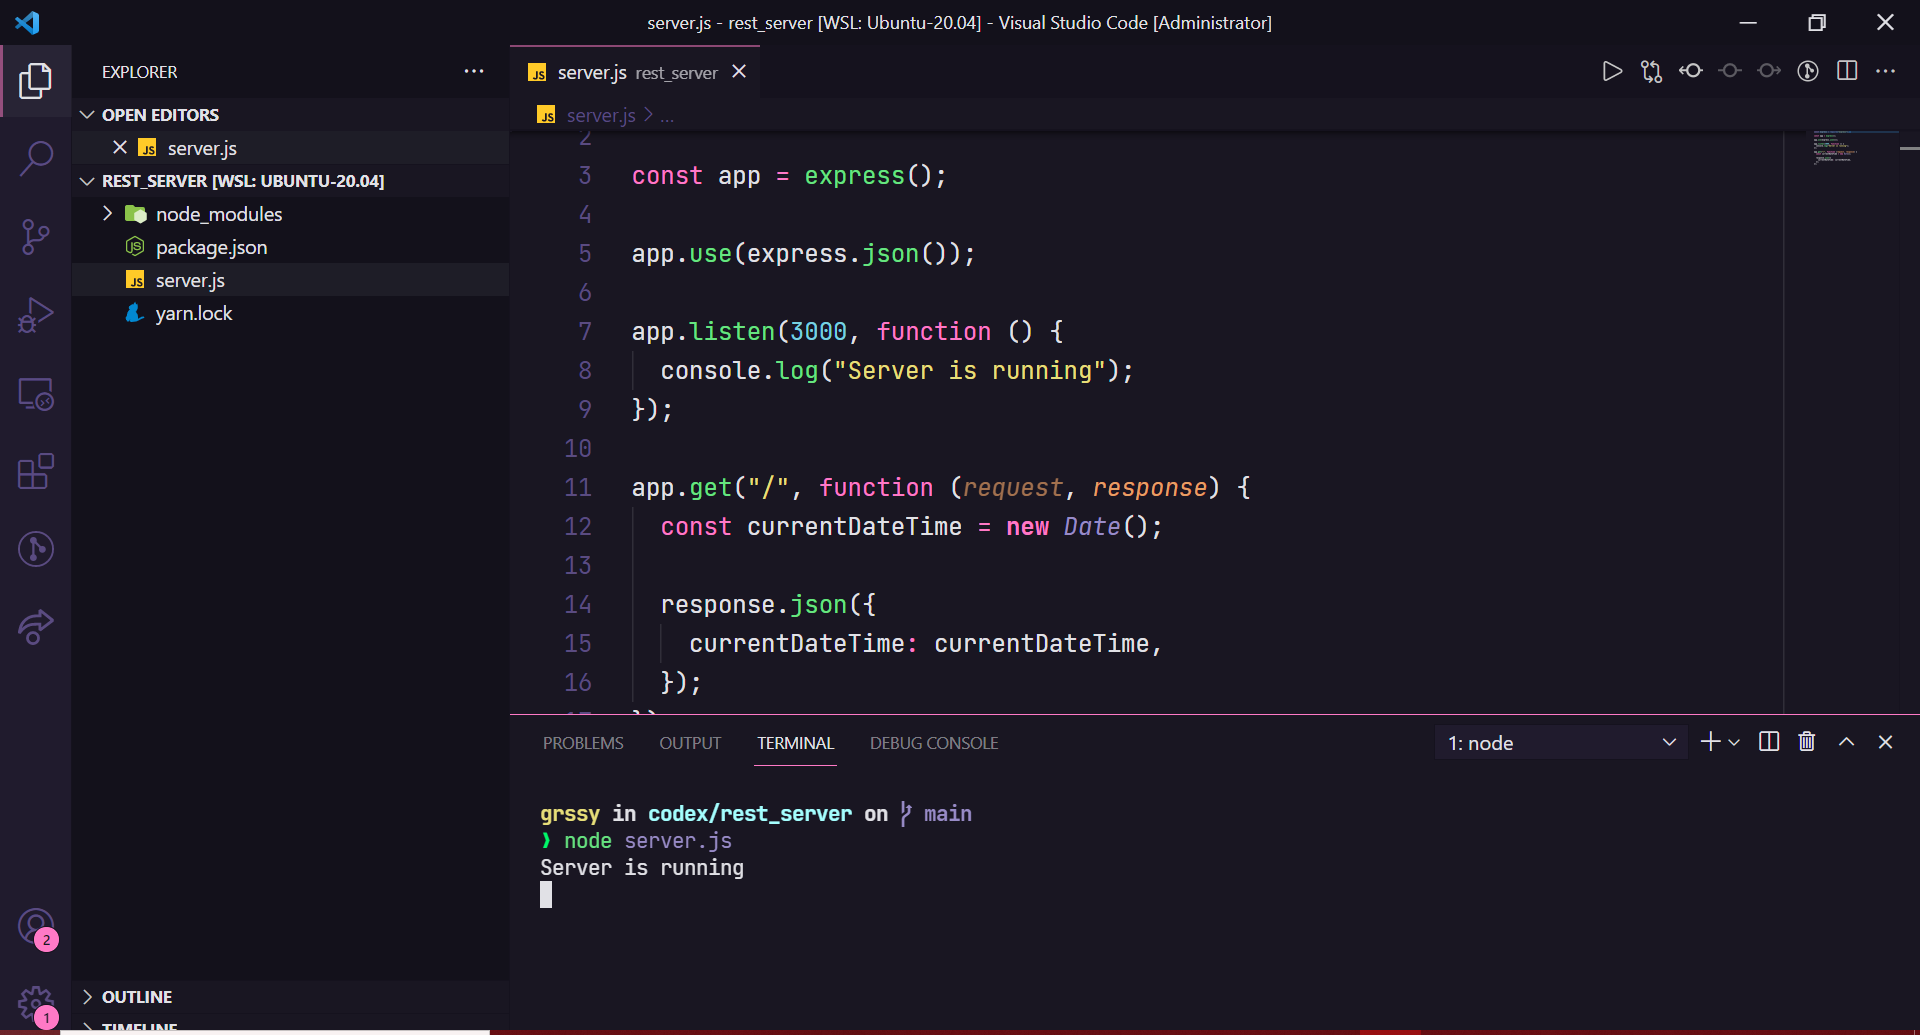 server.js - rest_server [WSL: Ubuntu-20.04] - Visual Studio Code [Administrator]
EXPLORER
OPEN EDITORS
JS server.js
REST_SERVER [WSL: UBUNTU-20.04]
node_modules
package.json
JS server.js
yarn.lock
OUTLINE
TIMELINE
2
1
JS server.js rest_server
JS server.js > ...
2
3 const app = express();
4
5 app.use(express.json());
6
7 app.listen(3000, function () {
8 console.log("Server is running");
9 });
10
11 app.get("/", function (request, response) {
12 const currentDateTime = new Date();
13
14 response.json({
15 currentDateTime: currentDateTime,
16 });
17 })
PROBLEMS OUTPUT TERMINAL DEBUG CONSOLE 1: node
grssy in codex/rest_server on main
❯ node server.js
Server is running